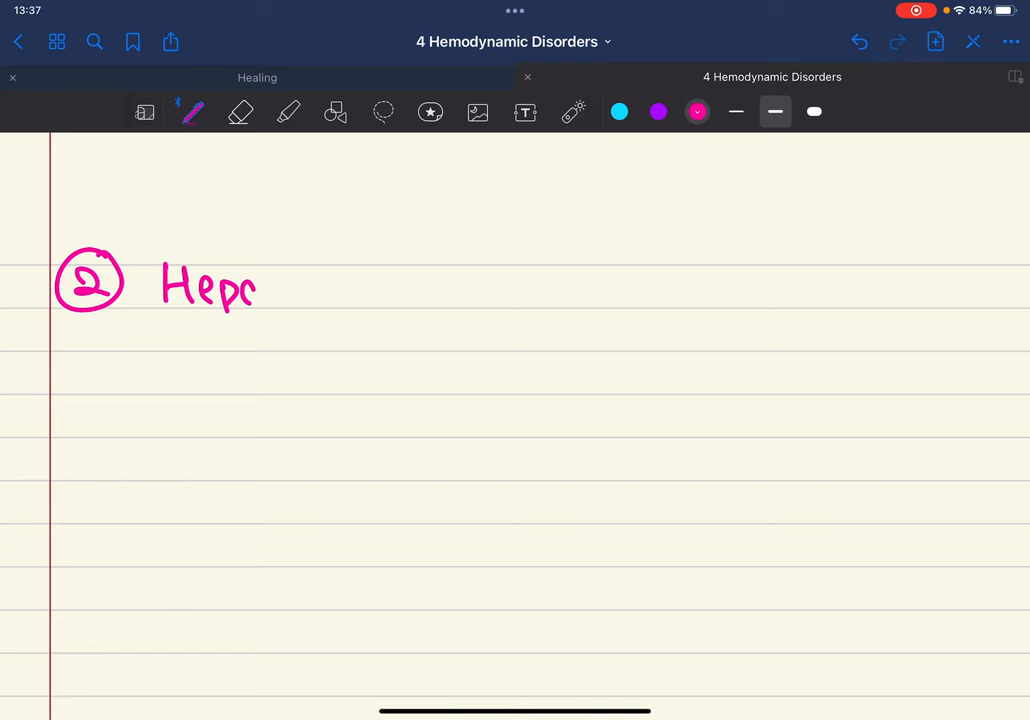 13:37
84%
4 Hemodynamic Disorders
Healing
4 Hemodynamic Disorders
T
② Hepc